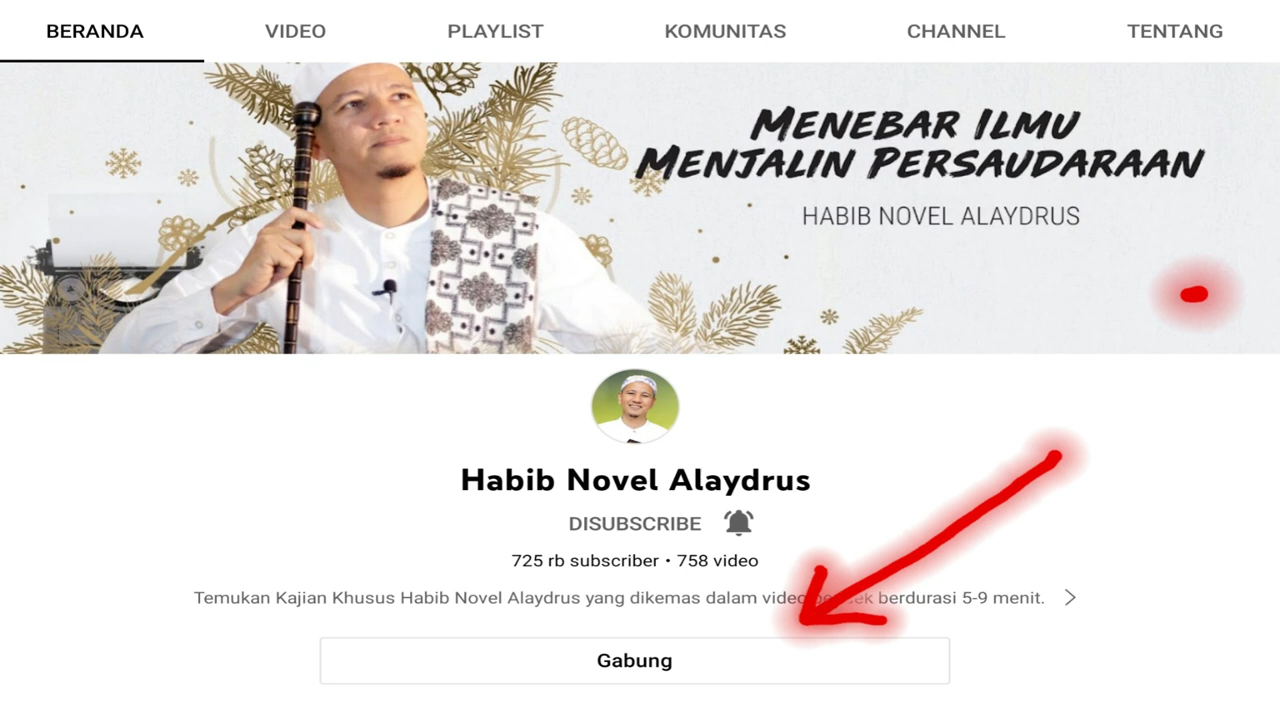 BERANDA VIDEO PLAYLIST KOMUNITAS CHANNEL TENTANG
MENEBAR ILMU
MENJALIN PERSAUDARAAN
HABIB NOVEL ALAYDRUS
Habib Novel Alaydrus
DISUBSCRIBE
725 rb subscriber • 758 video
Temukan Kajian Khusus Habib Novel Alaydrus yang dikemas dalam video berdurasi 5-9 menit.
Gabung